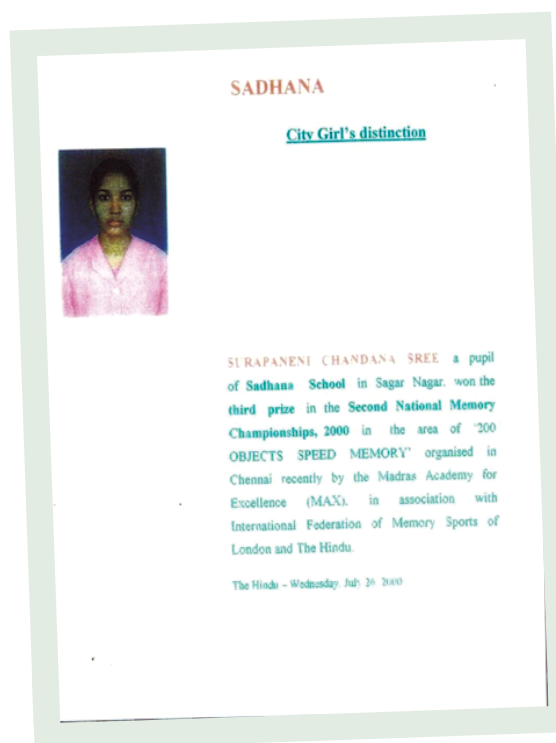 SADHANA
City Girl's distinction
SURAPANENI CHANDANA SREE a pupil
of Sadhana School in Sagar Nagar, won the
third prize in the Second National Memory
Championships, 2000 in the area of '200
OBJECTS SPEED MEMORY' organised in
Chennai recently by the Madras Academy for
Excellence (MAX), in association with
International Federation of Memory Sports of
London and The Hindu.
The Hindu – Wednesday, July 26 2000